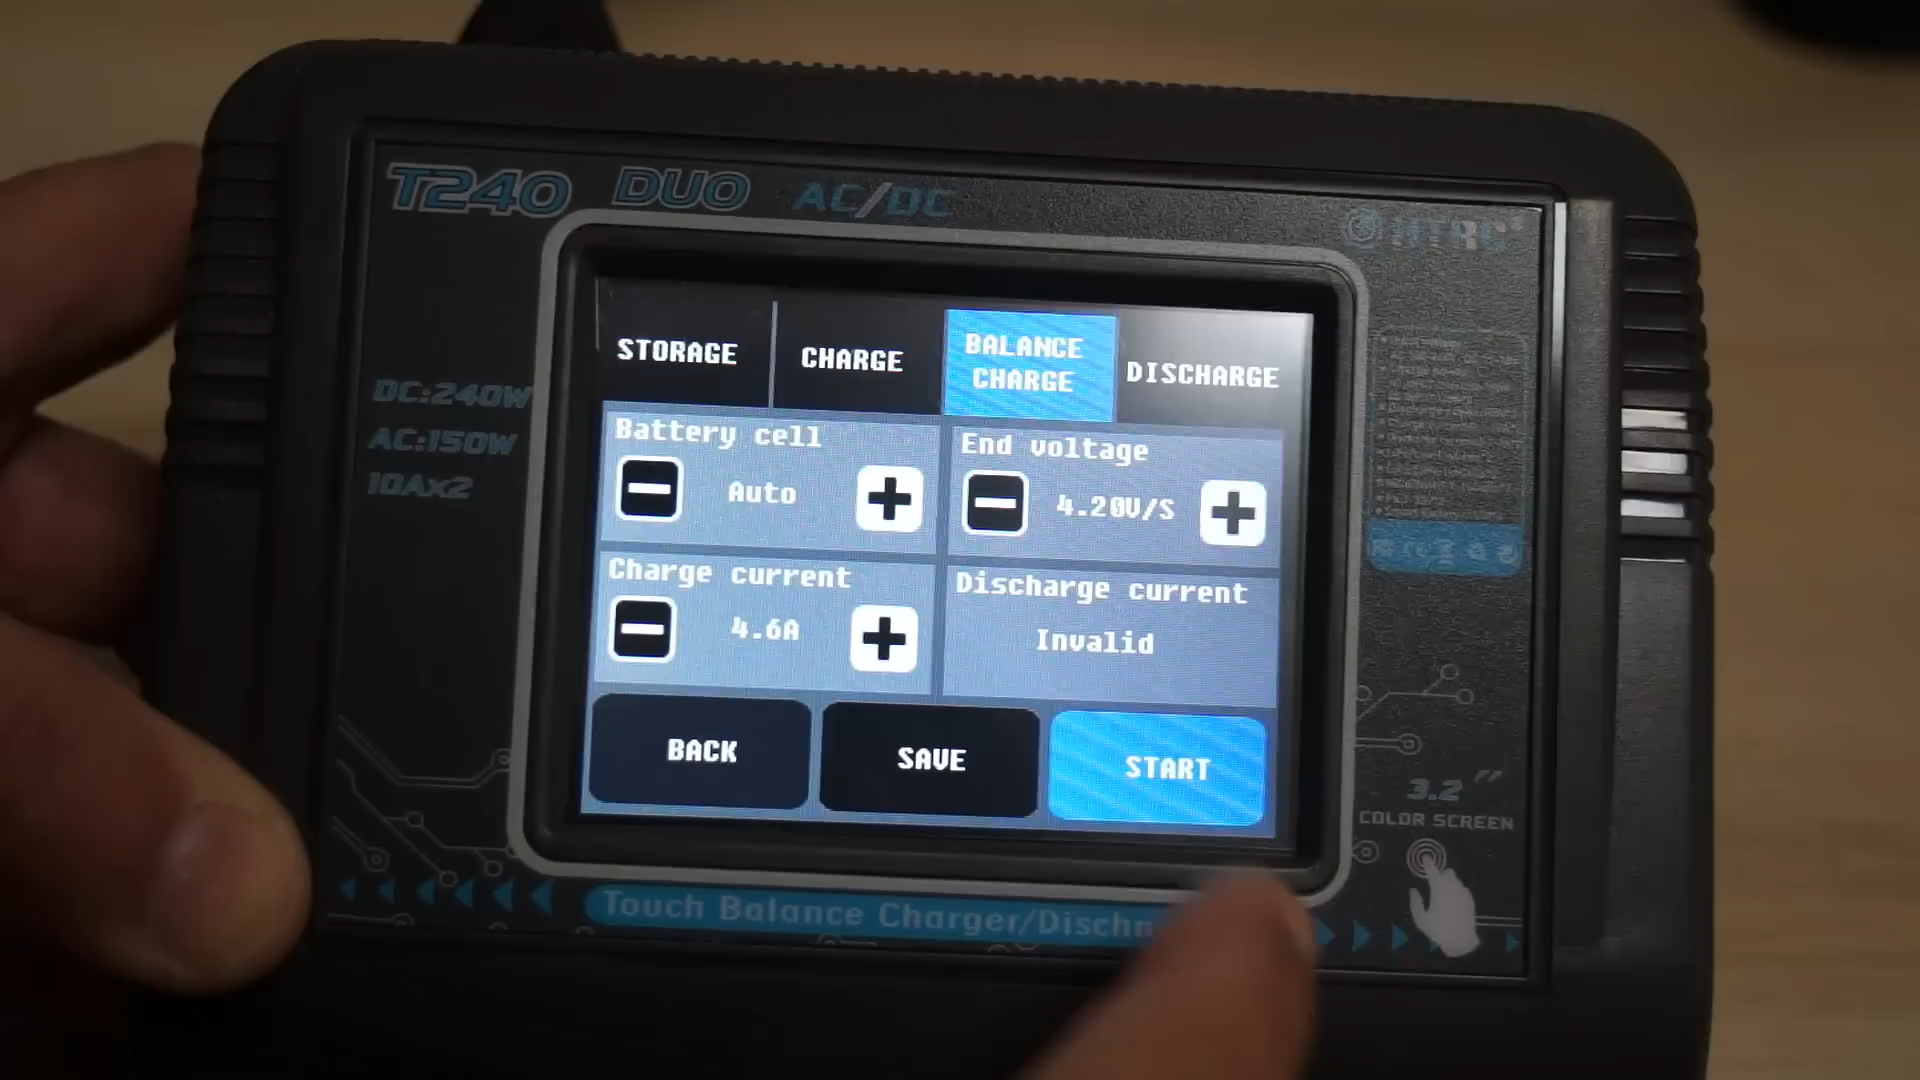 T240 DUO AC/DC
HTRC
STORAGE
CHARGE
BALANCE
CHARGE
DISCHARGE
DC:240W
AC:150W
10Ax2
Battery cell
Auto
End voltage
4.20V/S
Charge current
4.6A
Discharge current
Invalid
BACK
SAVE
START
3.2"
COLOR SCREEN
Touch Balance Charger/Discha